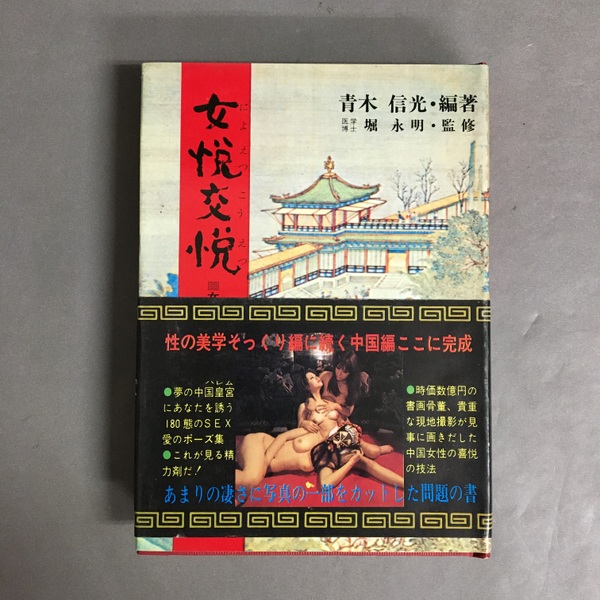 青木 信光・編著
医学博士 堀 永明・監修
女悦交悦
にょえつこうえつ
性の美学そっくり編に続く中国編ここに完成
ハレム
●夢の中国皇宮
にあなたを誘う
180態のSEX
愛のポーズ集
●これが見る精
力剤だ!
●時価数億円の
書画骨董、貴重
な現地撮影が見
事に画きだした
中国女性の喜悦
の技法
あまりの凄さに写真の一部をカットした問題の書